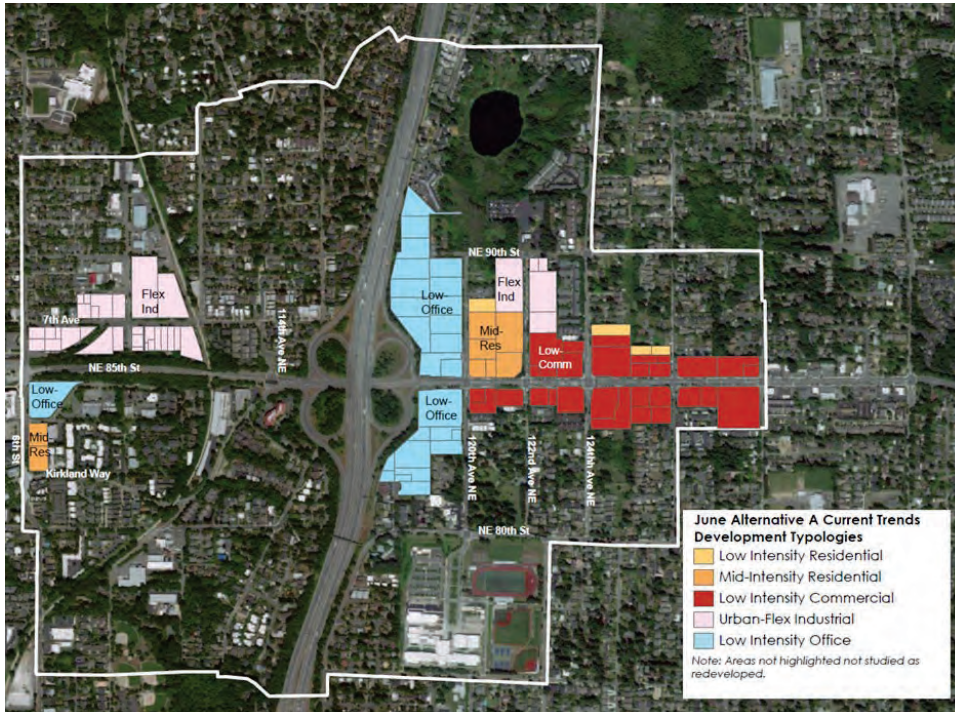 NE 90th St
Flex
Ind
Low-
Office
Flex
Ind
7th Ave
114th Ave NE
Mid-
Res
Low-
Comm
NE 85th St
Low-
Office
Low-
Office
6th St
Mid-
Res
Kirkland Way
120th Ave NE
122nd Ave NE
124thh Ave NE
NE 80th St
June Alternative A Current Trends
Development Typologies
Low Intensity Residential
Mid-Intensity Residential
Low Intensity Commercial
Urban-Flex Industrial
Low Intensity Office
Note: Areas not highlighted not studied as
redeveloped.